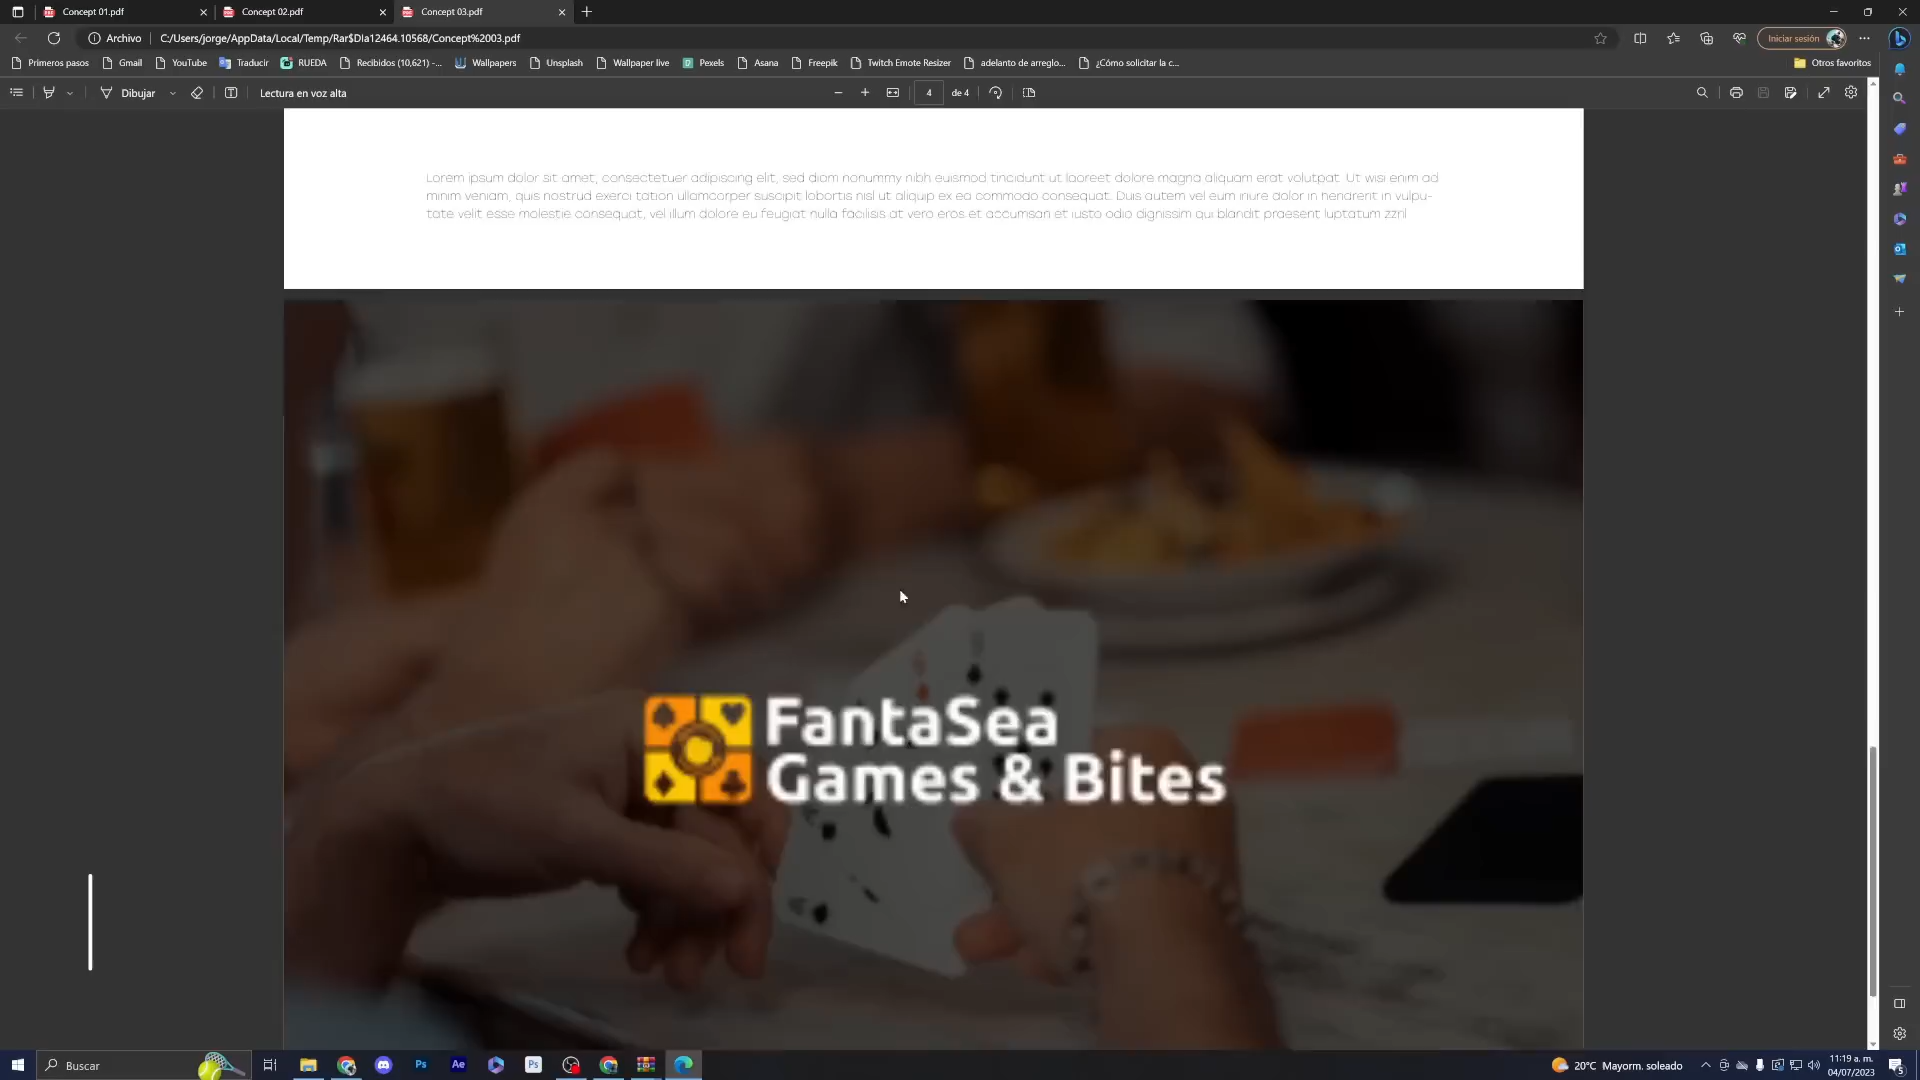 Concept 01.pdf
Concept 02.pdf
Concept 03.pdf
Archivo
C:/Users/jorge/AppData/Local/Temp/Rar$DIa12464.10568/Concept%2003.pdf
Iniciar sesión
Primeros pasos
Gmail
YouTube
Traducir
RUEDA
Recibidos (10,621) -...
Wallpapers
Unsplash
Wallpaper live
Pexels
Asana
Freepik
Twitch Emote Resizer
adelanto de arreglo...
¿Cómo solicitar la c...
Otros favoritos
Dibujar
Lectura en voz alta
4
de 4
Lorem ipsum dolor sit amet, consectetuer adipiscing elit, sed diam nonummy nibh euismod tincidunt ut laoreet dolore magna aliquam erat volutpat. Ut wisi enim ad
minim veniam, quis nostrud exerci tation ullamcorper suscipit lobortis nisl ut aliquip ex ea commodo consequat. Duis autem vel eum iriure dolor in hendrerit in vulpu-
tate velit esse molestie consequat, vel illum dolore eu feugiat nulla facilisis at vero eros et accumsan et iusto odio dignissim qui blandit praesent luptatum zzril
FantaSea
Games & Bites
Buscar
Ps
Ae
Ps
20°C Mayorm. soleado
11:19 a. m.
04/07/2023
5